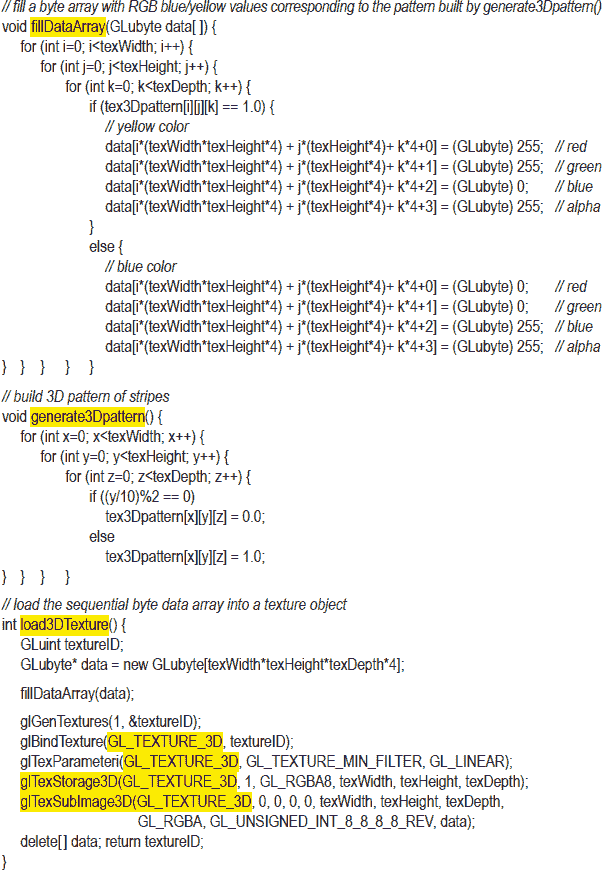 // fill a byte array with RGB blue/yellow values corresponding to the pattern built by generate3Dpattern()
void fillDataArray(GLubyte data[ ]) {
for (int i=0; i<texWidth; i++) {
for (int j=0; j<texHeight; j++) {
for (int k=0; k<texDepth; k++) {
if (tex3Dpattern[i][j][k] == 1.0) {
// yellow color
data[i*(texWidth*texHeight*4) + j*(texHeight*4)+ k*4+0] = (GLubyte) 255; // red
data[i*(texWidth*texHeight*4) + j*(texHeight*4)+ k*4+1] = (GLubyte) 255; // green
data[i*(texWidth*texHeight*4) + j*(texHeight*4)+ k*4+2] = (GLubyte) 0; // blue
data[i*(texWidth*texHeight*4) + j*(texHeight*4)+ k*4+3] = (GLubyte) 255; // alpha
}
else {
// blue color
data[i*(texWidth*texHeight*4) + j*(texHeight*4)+ k*4+0] = (GLubyte) 0; // red
data[i*(texWidth*texHeight*4) + j*(texHeight*4)+ k*4+1] = (GLubyte) 0; // green
data[i*(texWidth*texHeight*4) + j*(texHeight*4)+ k*4+2] = (GLubyte) 255; // blue
data[i*(texWidth*texHeight*4) + j*(texHeight*4)+ k*4+3] = (GLubyte) 255; // alpha
} } } } }
// build 3D pattern of stripes
void generate3Dpattern() {
for (int x=0; x<texWidth; x++) {
for (int y=0; y<texHeight; y++) {
for (int z=0; z<texDepth; z++) {
if ((y/10)%2 == 0)
tex3Dpattern[x][y][z] = 0.0;
else
tex3Dpattern[x][y][z] = 1.0;
} } } }
// load the sequential byte data array into a texture object
int load3DTexture() {
GLuint textureID;
GLubyte* data = new GLubyte[texWidth*texHeight*texDepth*4];
fillDataArray(data);
glGenTextures(1, &textureID);
glBindTexture(GL_TEXTURE_3D, textureID);
glTexParameteri(GL_TEXTURE_3D, GL_TEXTURE_MIN_FILTER, GL_LINEAR);
glTexStorage3D(GL_TEXTURE_3D, 1, GL_RGBA8, texWidth, texHeight, texDepth);
glTexSubImage3D(GL_TEXTURE_3D, 0, 0, 0, 0, texWidth, texHeight, texDepth,
GL_RGBA, GL_UNSIGNED_INT_8_8_8_8_REV, data);
delete[ ] data; return textureID;
}